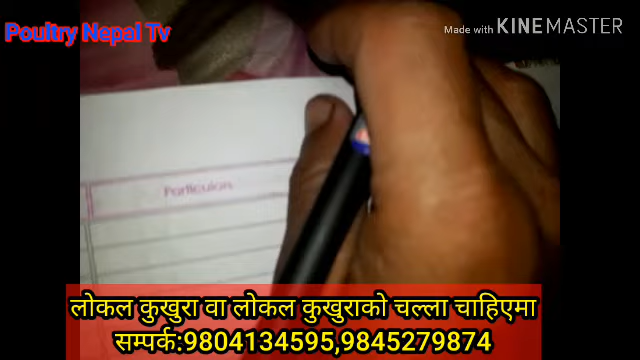 Poultry Nepal Tv
Made with KINEMASTER
Particulars
लोकल कुखुरा वा लोकल कुखुराको चल्ला चाहिएमा
सम्पर्क:9804134595,9845279874